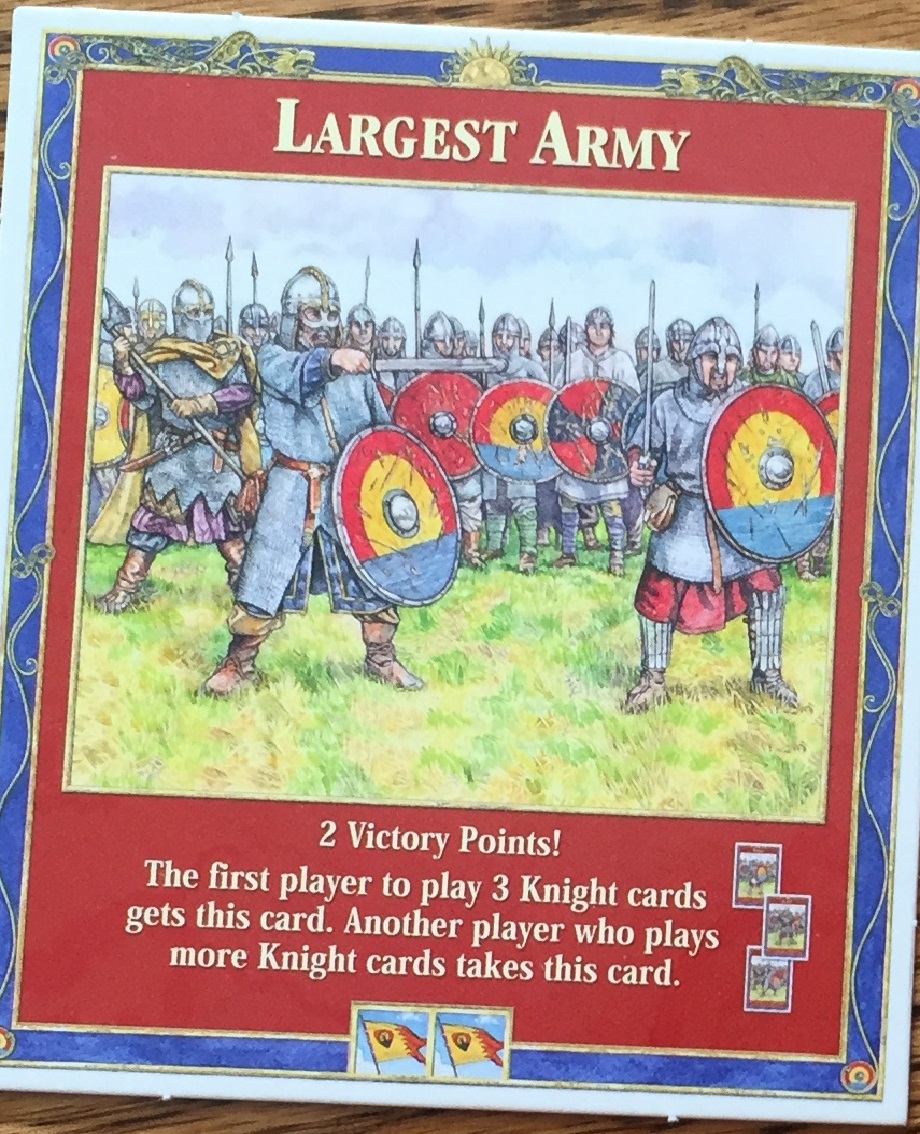 LARGEST ARMY
2 Victory Points!
The first player to play 3 Knight cards
gets this card. Another player who plays
more Knight cards takes this card.